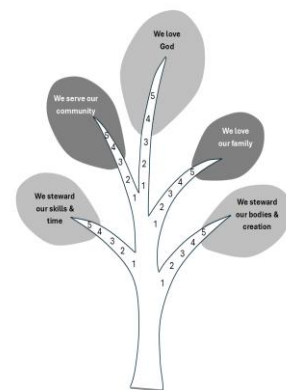 We love
God
5
4
3
2
1
We serve our
community
5
4
3
2
1
We love
our family
5
4
3
2
1
We steward
our skills &
time
5
4
3
2
1
We steward
our bodies &
creation
5
4
3
2
1